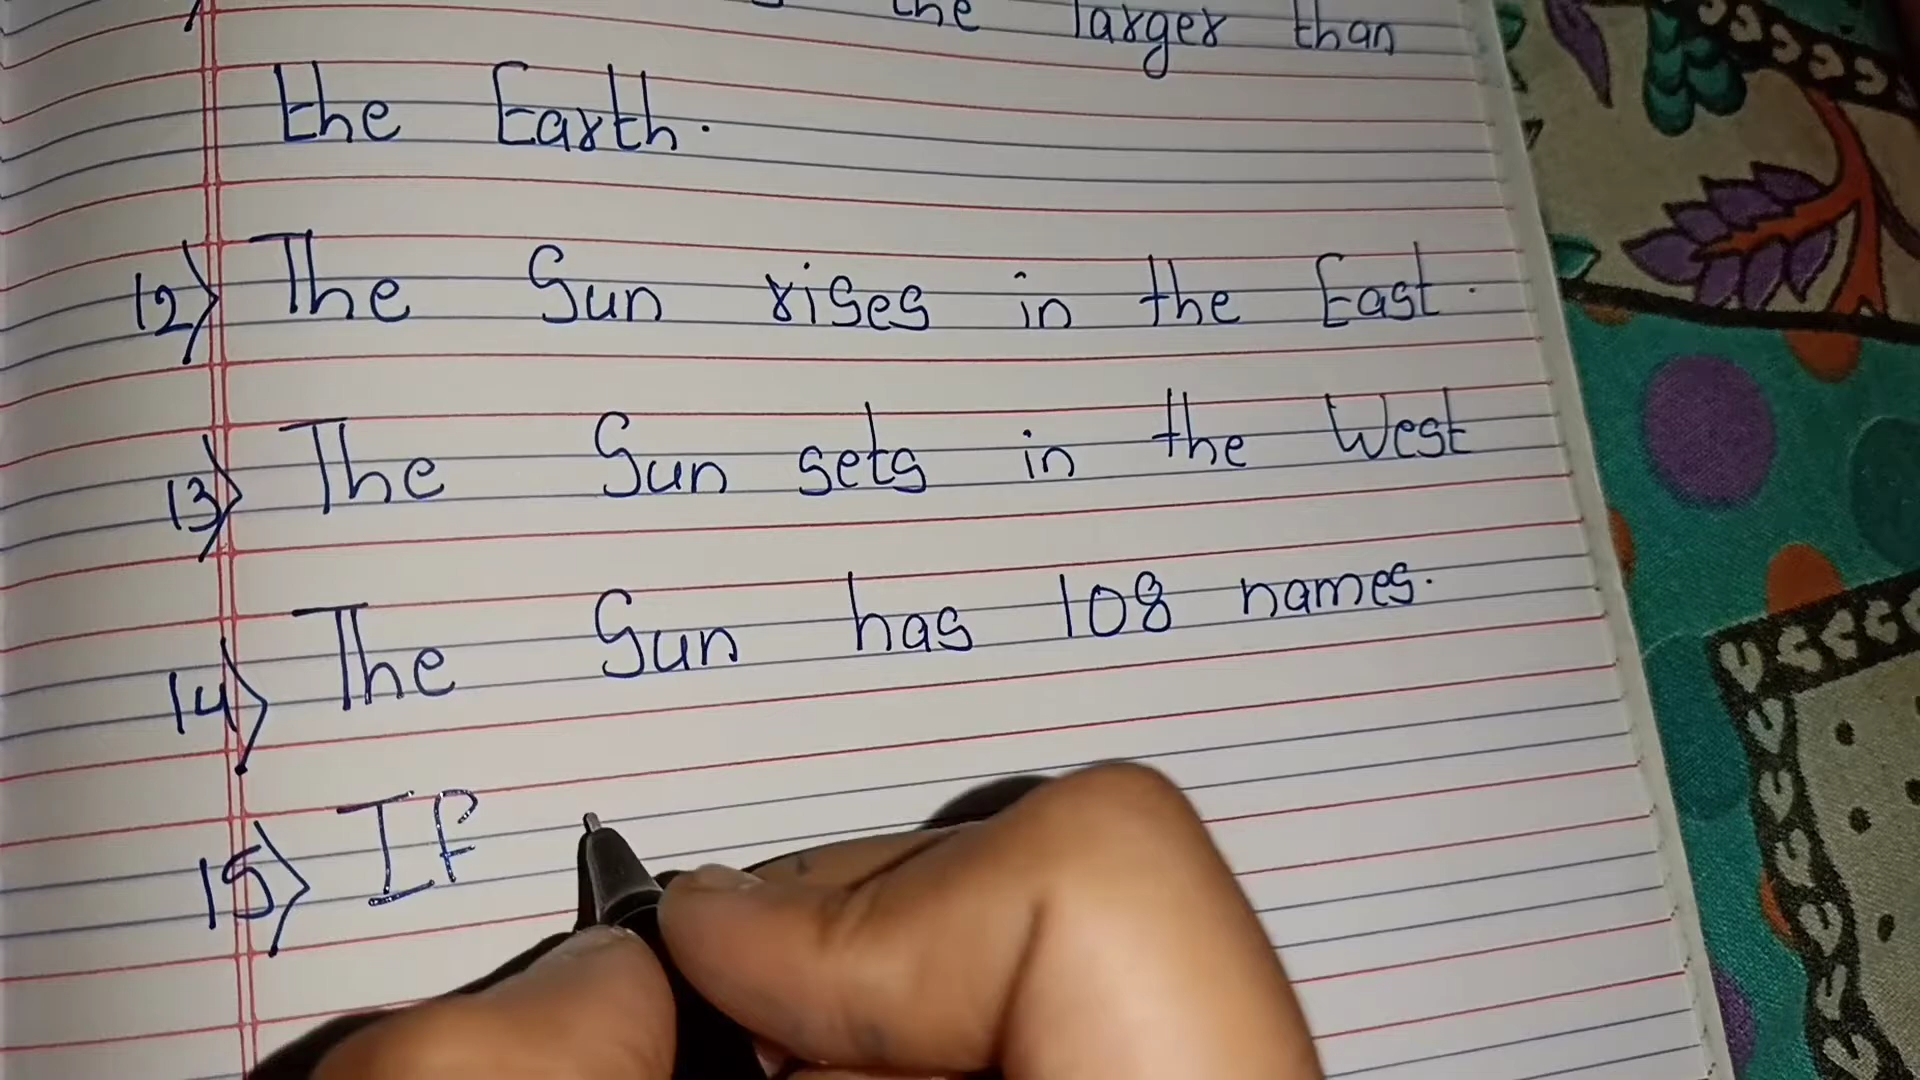 the larger than
the Earth.
12) The Sun rises in the East.
13) The Sun sets in the West
14) The Sun has 108 names.
15) If